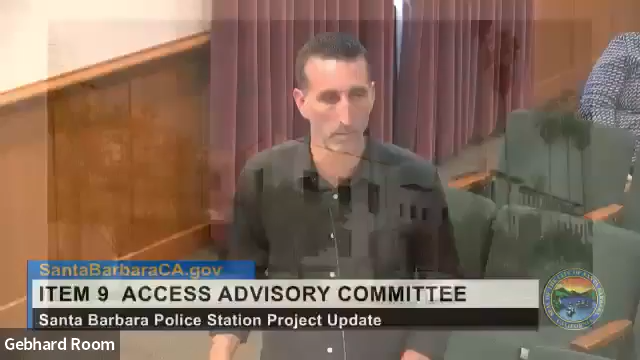 SantaBarbaraCA.gov
ITEM 9 ACCESS ADVISORY COMMITTEE
Santa Barbara Police Station Project Update
Gebhard Room